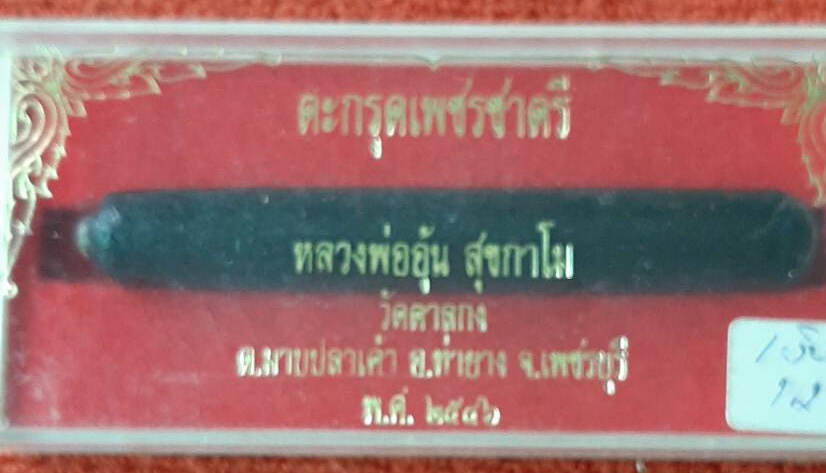 ตะกรุดเพชรชาตรี
หลวงพ่ออุ้น สุขกาโม
วัดตาลกง
ต.มาบปลาเค้า อ.ท่ายาง จ.เพชรบุรี
พ.ศ. ๒๕๔๖